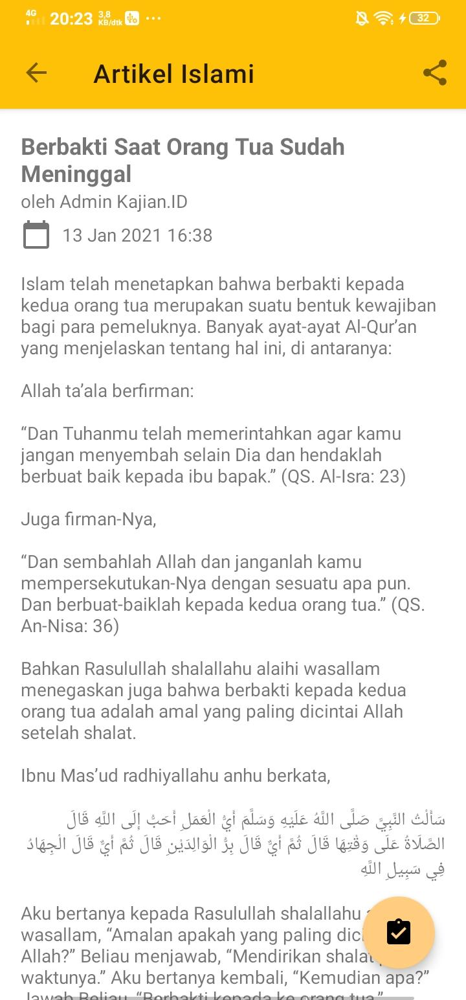 4G
20:23
3,8
KB/dtk
32
Artikel Islami
Berbakti Saat Orang Tua Sudah
Meninggal
oleh Admin Kajian.ID
13 Jan 2021 16:38
Islam telah menetapkan bahwa berbakti kepada
kedua orang tua merupakan suatu bentuk kewajiban
bagi para pemeluknya. Banyak ayat-ayat Al-Qur’an
yang menjelaskan tentang hal ini, di antaranya:
Allah ta’ala berfirman:
“Dan Tuhanmu telah memerintahkan agar kamu
jangan menyembah selain Dia dan hendaklah
berbuat baik kepada ibu bapak.” (QS. Al-Isra: 23)
Juga firman-Nya,
“Dan sembahlah Allah dan janganlah kamu
mempersekutukan-Nya dengan sesuatu apa pun.
Dan berbuat-baiklah kepada kedua orang tua.” (QS.
An-Nisa: 36)
Bahkan Rasulullah shalallahu alaihi wasallam
menegaskan juga bahwa berbakti kepada kedua
orang tua adalah amal yang paling dicintai Allah
setelah shalat.
Ibnu Mas’ud radhiyallahu anhu berkata,
سَأَلْتُ النَّبِيَّ صَلَّى اللَّهُ عَلَيْهِ وَسَلَّمَ أَيُّ الْعَمَلِ أَحَبُّ إِلَى اللَّهِ قَالَ
الصَّلَاةُ عَلَى وَقْتِهَا قَالَ ثُمَّ أَيٌّ قَالَ بِرُّ الْوَالِدَيْنِ قَالَ ثُمَّ أَيٌّ قَالَ الْجِهَادُ
فِي سَبِيلِ اللَّهِ
Aku bertanya kepada Rasulullah shalallahu
wasallam, “Amalan apakah yang paling dici
Allah?” Beliau menjawab, “Mendirikan shalat
waktunya.” Aku bertanya kembali, “Kemudian apa?”
Jawab Beliau, “Berbakti kepada ke orang tua.”